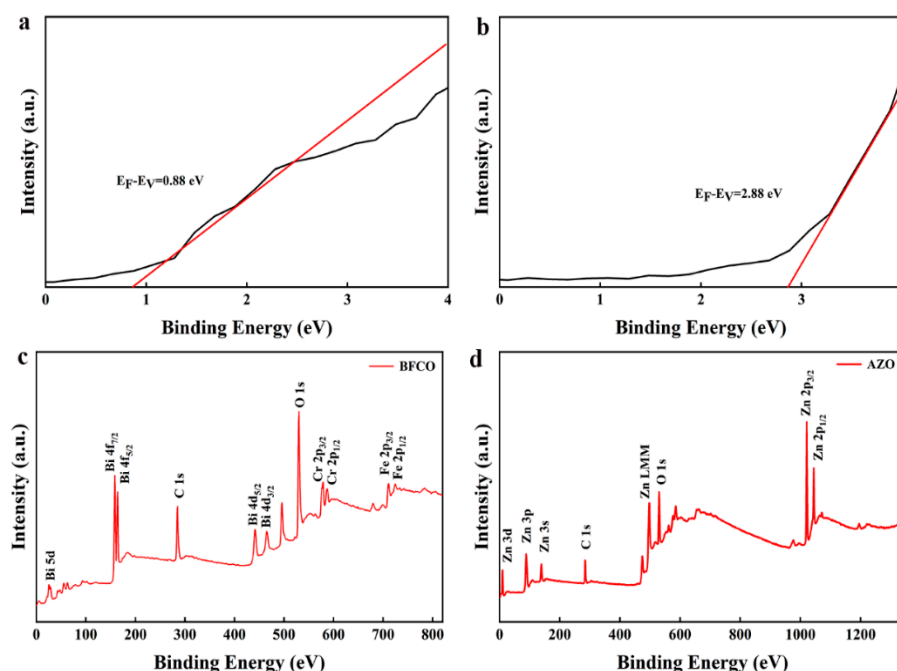 a
Intensity (a.u.)
E_F-E_V=0.88 eV
0 1 2 3 4
Binding Energy (eV)
b
Intensity (a.u.)
E_F-E_V=2.88 eV
0 1 2 3
Binding Energy (eV)
c
BFCO
Intensity (a.u.)
Bi 5d
Bi 4f7/2
Bi 4f5/2
C 1s
Bi 4d5/2
Bi 4d3/2
O 1s
Cr 2p3/2
Cr 2p1/2
Fe 2p3/2
Fe 2p1/2
0 100 200 300 400 500 600 700 800
Binding Energy (eV)
d
AZO
Intensity (a.u.)
Zn 3d
Zn 3p
Zn 3s
C 1s
Zn LMM
O 1s
Zn 2p3/2
Zn 2p1/2
0 200 400 600 800 1000 1200
Binding Energy (eV)